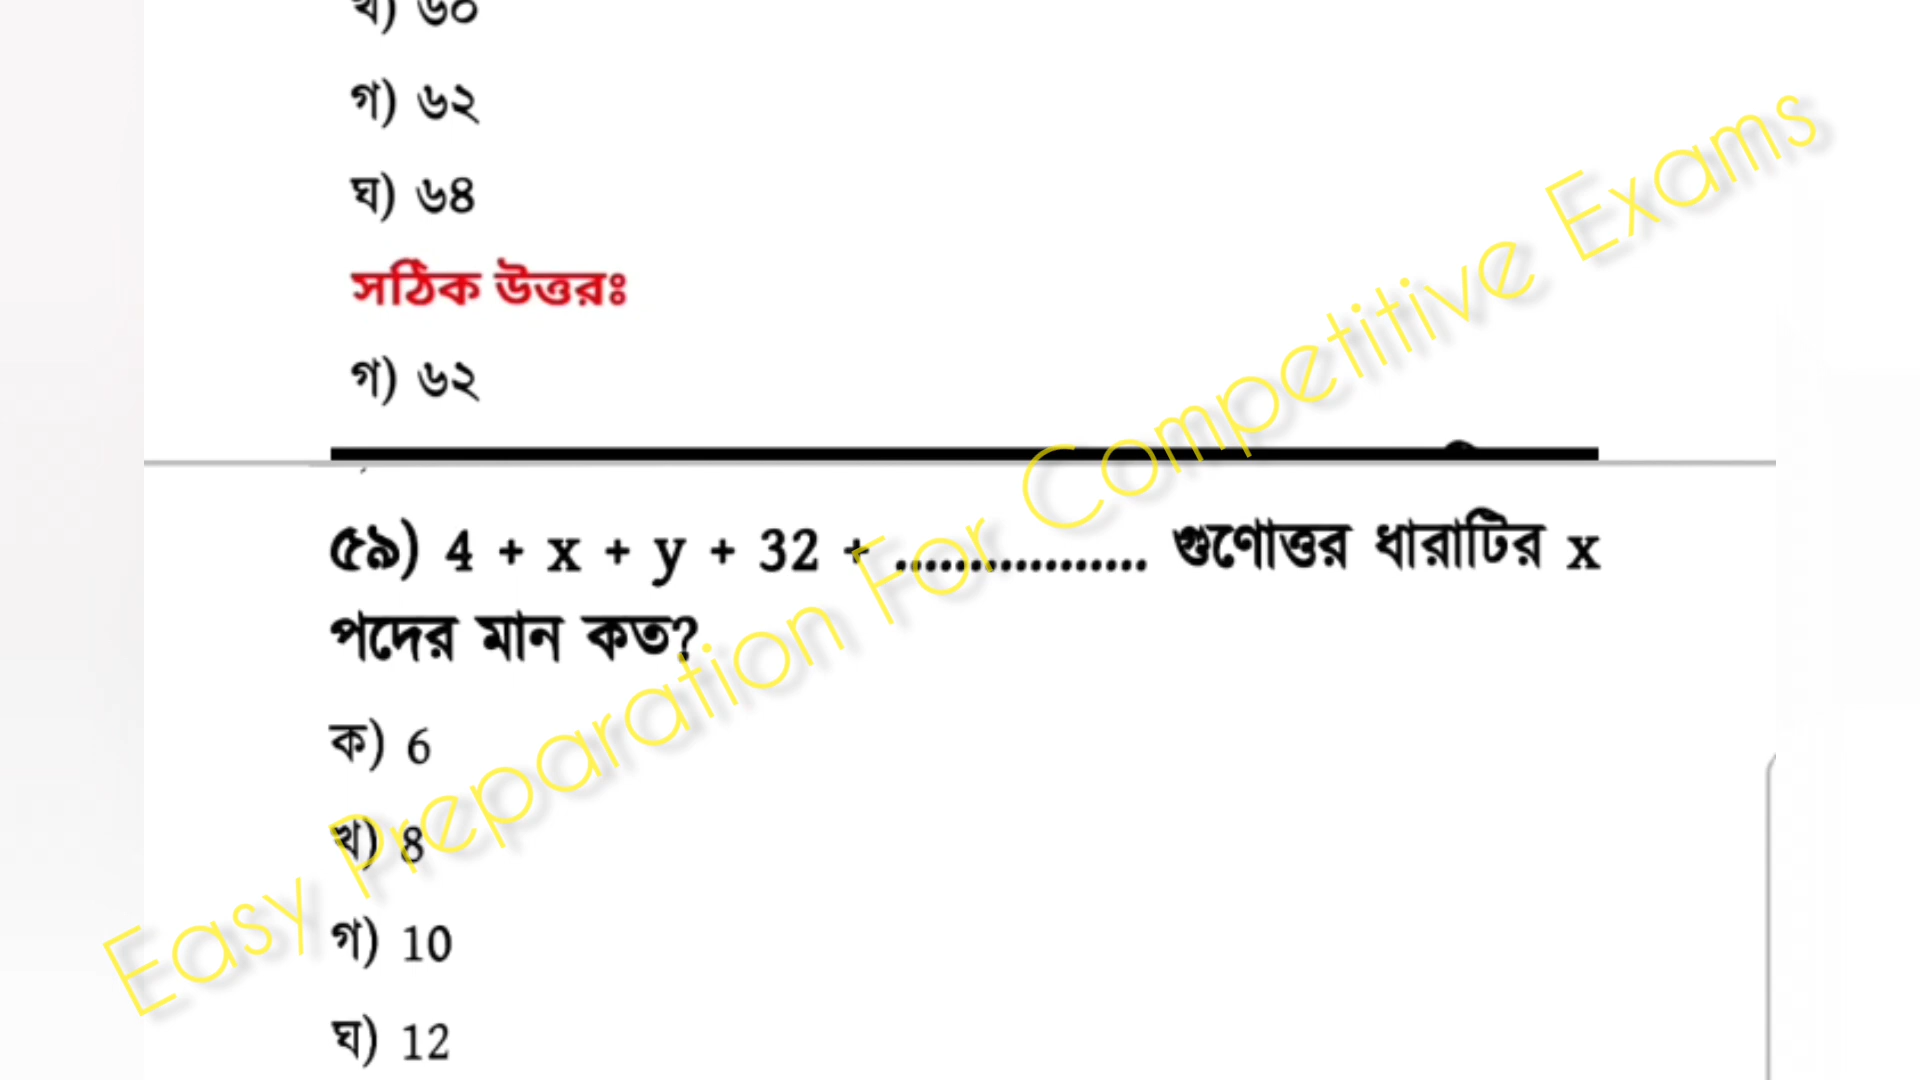 খ) ৬০
গ) ৬২
ঘ) ৬৪
সঠিক উত্তরঃ
গ) ৬২
৫৯) 4 + x + y + 32 + ................. গুণোত্তর ধারাটির x
পদের মান কত?
ক) 6
খ) 8
গ) 10
ঘ) 12
Easy Preparation For Competitive Exams